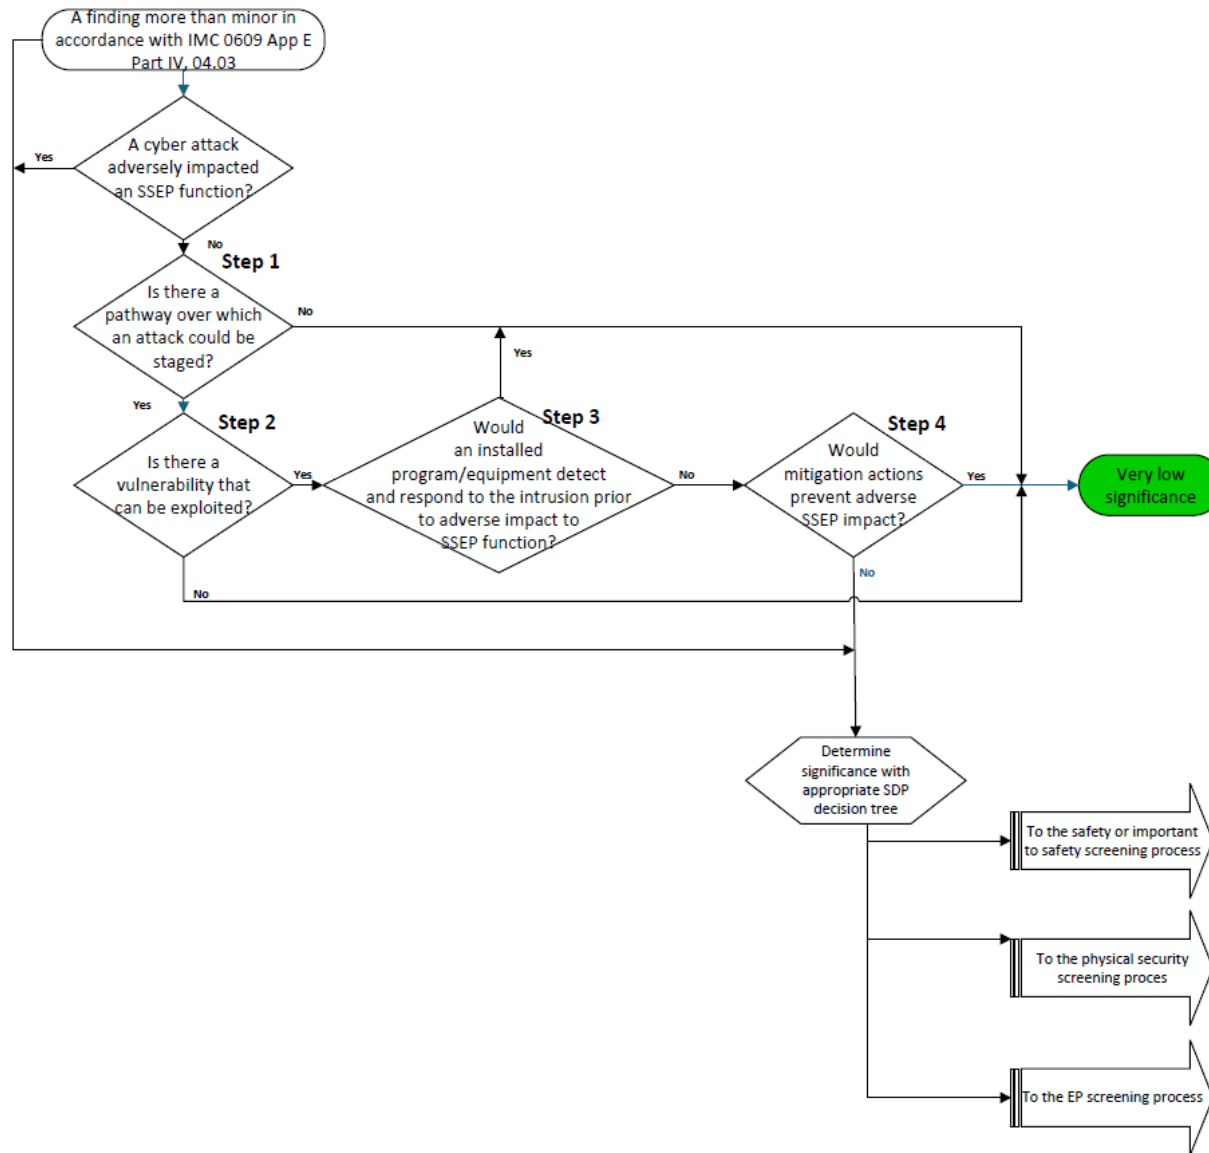 A finding more than minor in
accordance with IMC 0609 App E
Part IV, 04.03
A cyber attack
adversely impacted
an SSEP function?
Yes
No
Step 1
Is there a
pathway over which
an attack could be
staged?
No
Yes
Step 2
Is there a
vulnerability that
can be exploited?
Yes
No
Step 3
Would
an installed
program/equipment detect
and respond to the intrusion prior
to adverse impact to
SSEP function?
Yes
No
Step 4
Would
mitigation actions
prevent adverse
SSEP impact?
Yes
No
Very low
significance
Determine
significance with
appropriate SDP
decision tree
To the safety or important
to safety screening process
To the physical security
screening proces
To the EP screening process